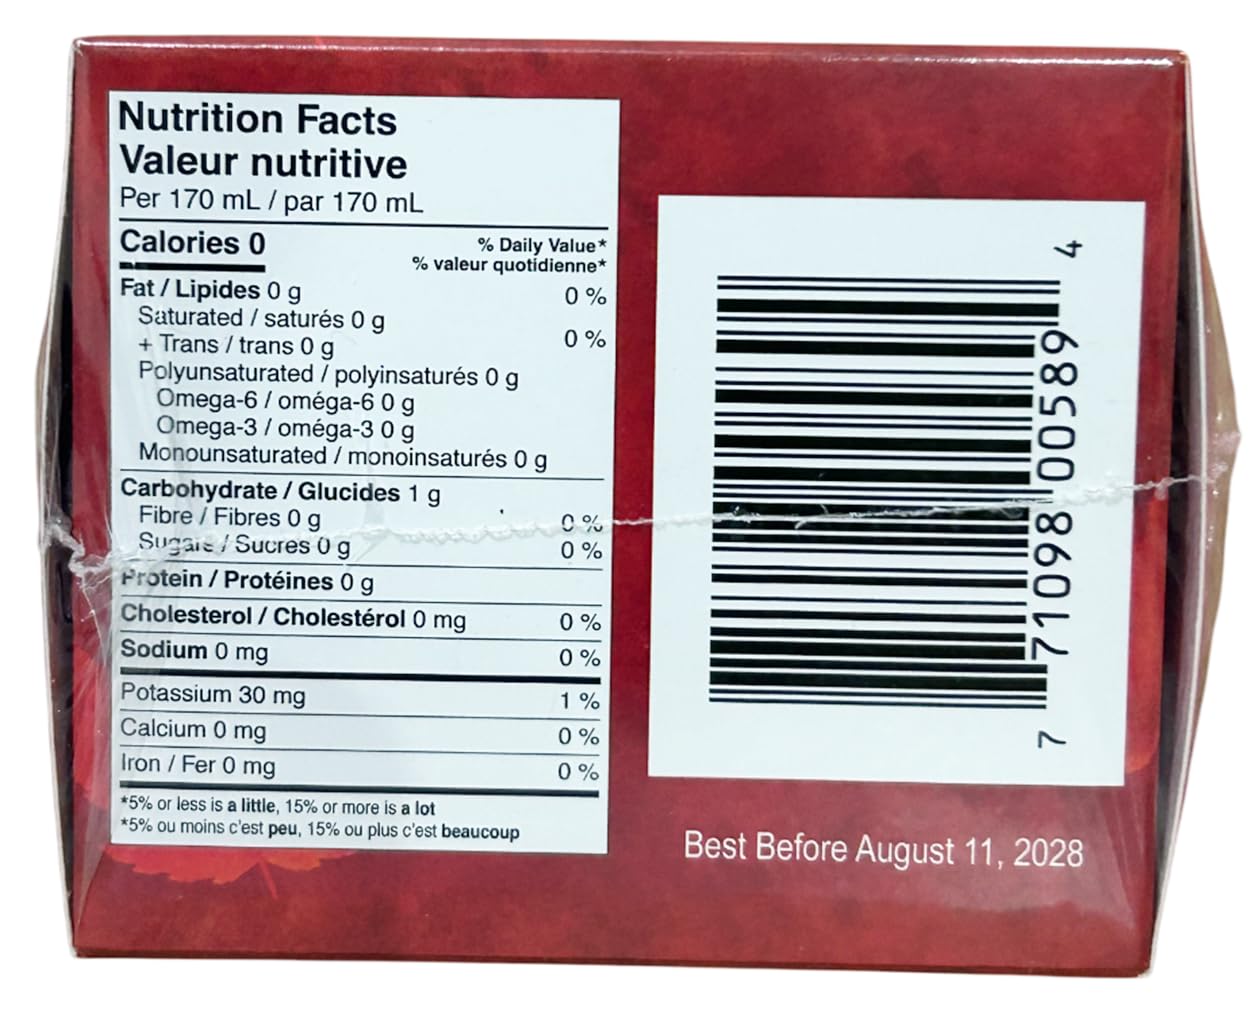 Nutrition Facts
Valeur nutritive
Per 170 mL / par 170 mL
Calories 0
% Daily Value*
% valeur quotidienne*
Fat / Lipides 0 g 0 %
Saturated / saturés 0 g
+ Trans / trans 0 g 0 %
Polyunsaturated / polyinsaturés 0 g
Omega-6 / oméga-6 0 g
Omega-3 / oméga-3 0 g
Monounsaturated / monoinsaturés 0 g
Carbohydrate / Glucides 1 g
Fibre / Fibres 0 g 0 %
Sugars / Sucres 0 g 0 %
Protein / Protéines 0 g
Cholesterol / Cholestérol 0 mg 0 %
Sodium 0 mg 0 %
Potassium 30 mg 1 %
Calcium 0 mg 0 %
Iron / Fer 0 mg 0 %
*5% or less is a little, 15% or more is a lot
*5% ou moins c'est peu, 15% ou plus c'est beaucoup
7 71098 00589 4
Best Before August 11, 2028